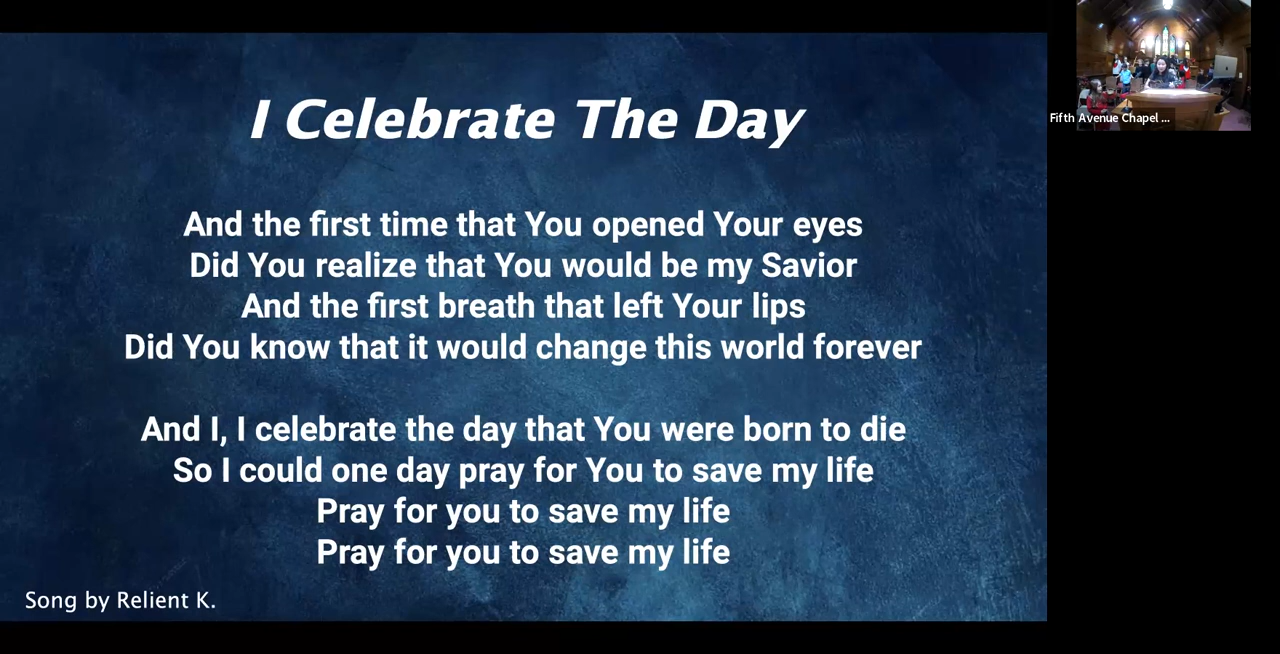 I Celebrate The Day
And the first time that You opened Your eyes
Did You realize that You would be my Savior
And the first breath that left Your lips
Did You know that it would change this world forever
And I, I celebrate the day that You were born to die
So I could one day pray for You to save my life
Pray for you to save my life
Pray for you to save my life
Song by Relient K.
Fifth Avenue Chapel ...